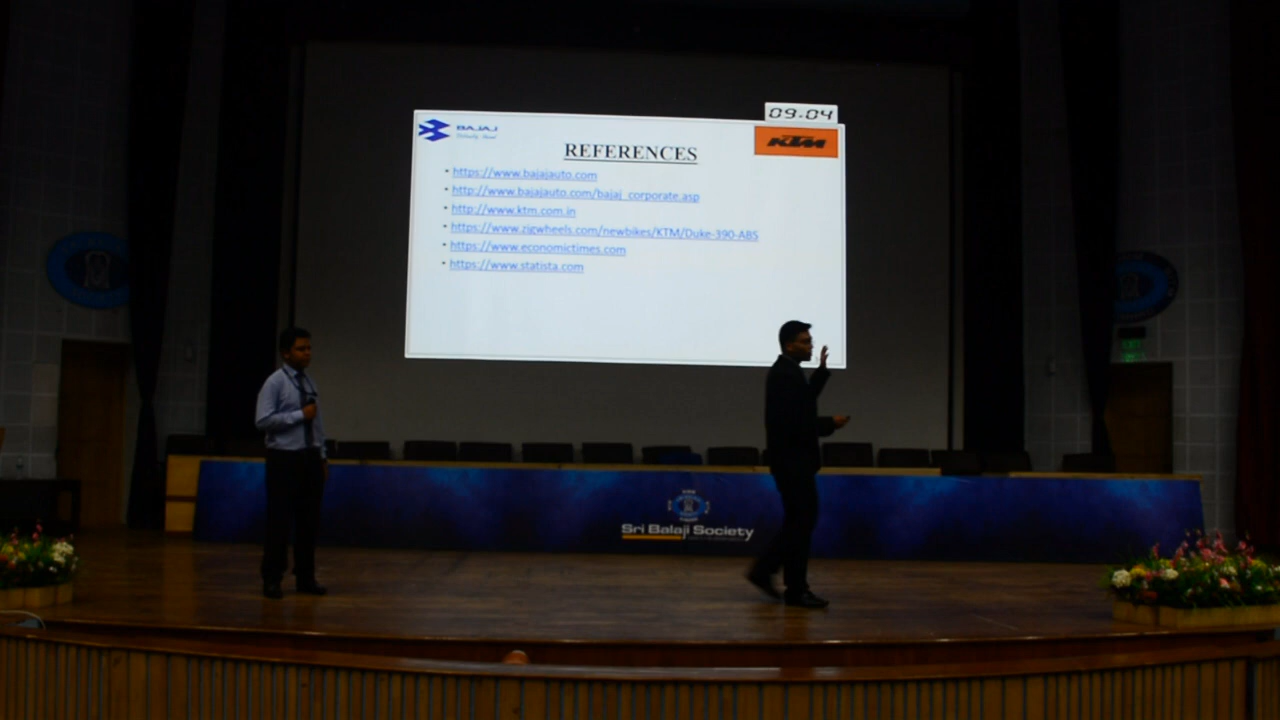 09:04
BAJAJ
Distinctly Ahead
KTM
REFERENCES
• https://www.bajajauto.com
• http://www.bajajauto.com/bajaj_corporate.asp
• http://www.ktm.com.in
• https://www.zigwheels.com/newbikes/KTM/Duke-390-ABS
• https://www.economictimes.com
• https://www.statista.com
Sri Balaji Society